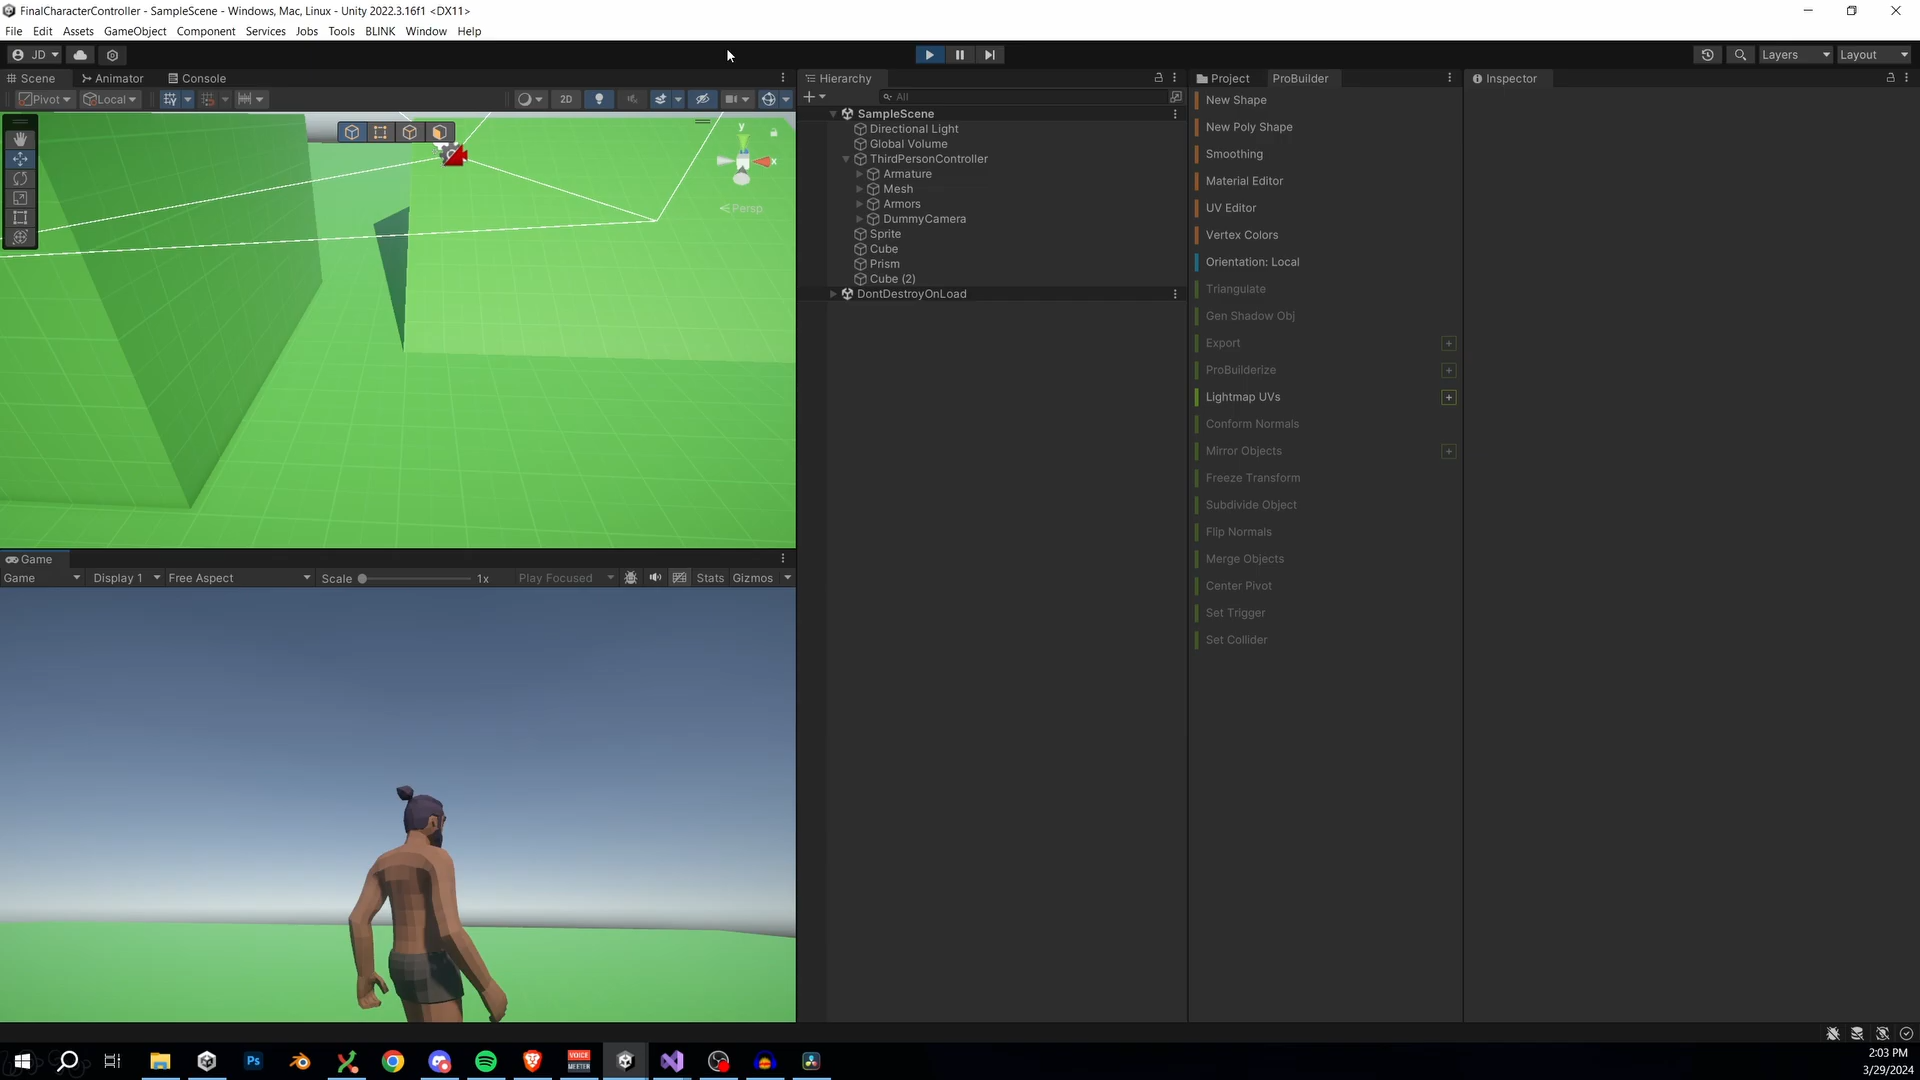 FinalCharacterController - SampleScene - Windows, Mac, Linux - Unity 2022.3.16f1 <DX11>
File Edit Assets GameObject Component Services Jobs Tools BLINK Window Help
JD Layers Layout
Scene Animator Console
Pivot Local 2D
y
x
Persp
Game
Game Display 1 Free Aspect Scale 1x Play Focused Stats Gizmos
Hierarchy
All
SampleScene
Directional Light
Global Volume
ThirdPersonController
Armature
Mesh
Armors
DummyCamera
Sprite
Cube
Prism
Cube (2)
DontDestroyOnLoad
Project ProBuilder
New Shape
New Poly Shape
Smoothing
Material Editor
UV Editor
Vertex Colors
Orientation: Local
Triangulate
Gen Shadow Obj
Export
ProBuilderize
Lightmap UVs
Conform Normals
Mirror Objects
Freeze Transform
Subdivide Object
Flip Normals
Merge Objects
Center Pivot
Set Trigger
Set Collider
Inspector
Ps
VOICE
MEETER
2:03 PM
3/29/2024